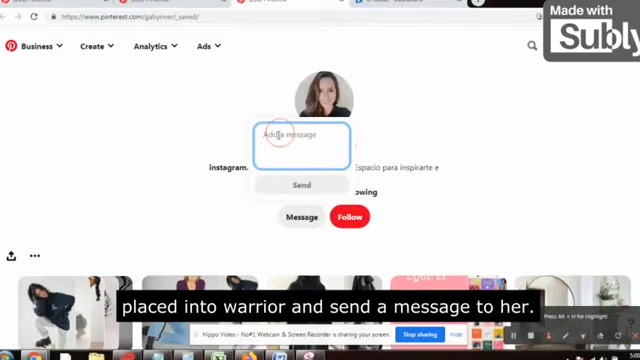 https://www.pinterest.com/gabyriver/_saved/
Made with
Subly
Business
Create
Analytics
Ads
Add a message
instagram.
Espacio para inspirarte e
Send
owing
Message
Follow
placed into warrior and send a message to her.
Press Alt + H for Highlight
Hippo Video - No#1 Webcam & Screen Recorder is sharing your screen.
Stop sharing
Hide